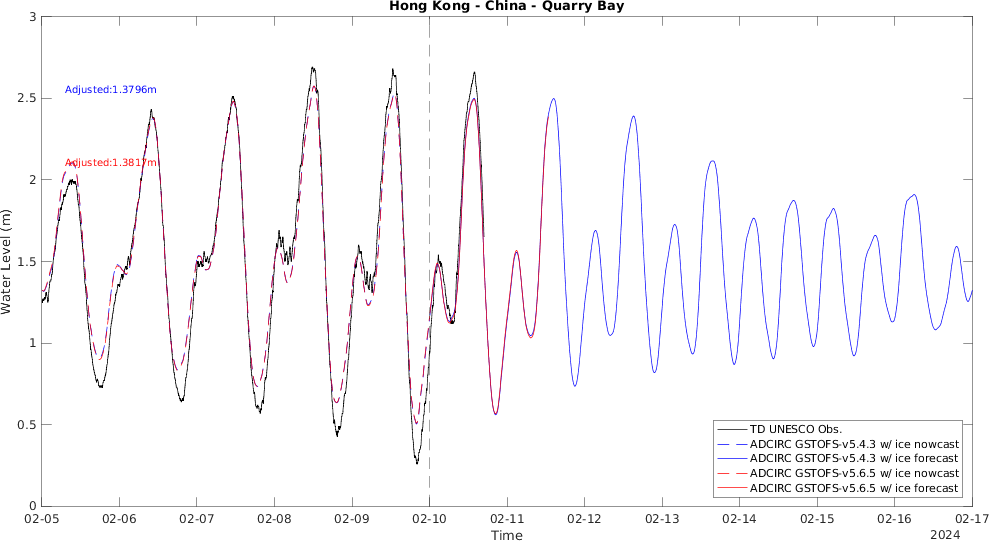 Hong Kong - China - Quarry Bay
3
2.5
2
1.5
1
0.5
0
Water Level (m)
Adjusted:1.3796m
Adjusted:1.3817m
TD UNESCO Obs.
ADCIRC GSTOFS-v5.4.3 w/ ice nowcast
ADCIRC GSTOFS-v5.4.3 w/ ice forecast
ADCIRC GSTOFS-v5.6.5 w/ ice nowcast
ADCIRC GSTOFS-v5.6.5 w/ ice forecast
02-05 02-06 02-07 02-08 02-09 02-10 02-11 02-12 02-13 02-14 02-15 02-16 02-17
Time
2024